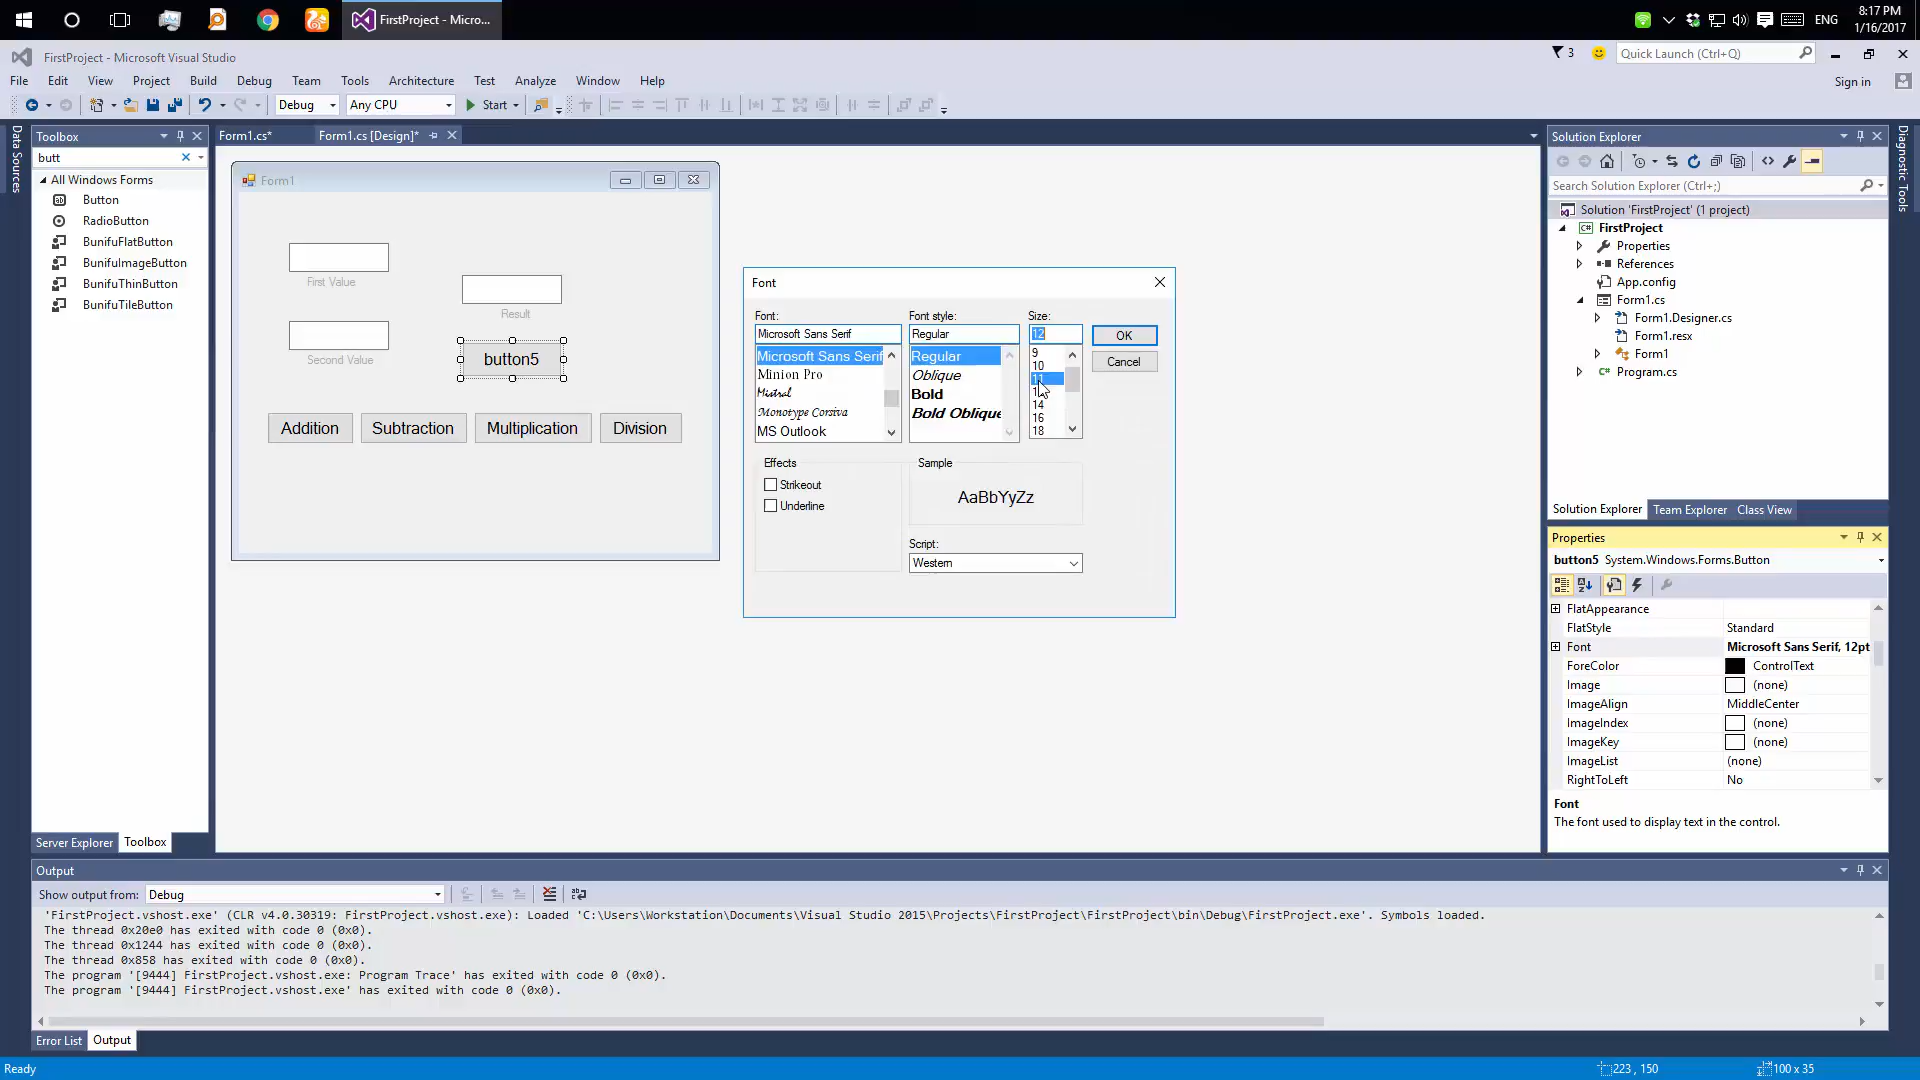 FirstProject - Micro...
ENG
8:17 PM
1/16/2017
FirstProject - Microsoft Visual Studio
3
Quick Launch (Ctrl+Q)
File Edit View Project Build Debug Team Tools Architecture Test Analyze Window Help
Sign in
Debug Any CPU Start
Data Sources
Toolbox
butt
All Windows Forms
Button
RadioButton
BunifuFlatButton
BunifuImageButton
BunifuThinButton
BunifuTileButton
Server Explorer Toolbox
Form1.cs* Form1.cs [Design]*
Form1
First Value
Result
Second Value
button5
Addition Subtraction Multiplication Division
Font
Font: Font style: Size:
Microsoft Sans Serif Regular 12
OK
Cancel
Microsoft Sans Serif
Minion Pro
Mistral
Monotype Corsiva
MS Outlook
Regular
Oblique
Bold
Bold Oblique
9
10
11
14
16
18
Effects
Strikeout
Underline
Sample
AaBbYyZz
Script:
Western
Solution Explorer
Search Solution Explorer (Ctrl+;)
Solution 'FirstProject' (1 project)
C# FirstProject
Properties
References
App.config
Form1.cs
Form1.Designer.cs
Form1.resx
Form1
C# Program.cs
Solution Explorer Team Explorer Class View
Diagnostic Tools
Properties
button5 System.Windows.Forms.Button
FlatAppearance
FlatStyle Standard
Font Microsoft Sans Serif, 12pt
ForeColor ControlText
Image (none)
ImageAlign MiddleCenter
ImageIndex (none)
ImageKey (none)
ImageList (none)
RightToLeft No
Font
The font used to display text in the control.
Output
Show output from: Debug
'FirstProject.vshost.exe' (CLR v4.0.30319: FirstProject.vshost.exe): Loaded 'C:\Users\Workstation\Documents\Visual Studio 2015\Projects\FirstProject\FirstProject\bin\Debug\FirstProject.exe'. Symbols loaded.
The thread 0x20e0 has exited with code 0 (0x0).
The thread 0x1244 has exited with code 0 (0x0).
The thread 0x858 has exited with code 0 (0x0).
The program '[9444] FirstProject.vshost.exe: Program Trace' has exited with code 0 (0x0).
The program '[9444] FirstProject.vshost.exe' has exited with code 0 (0x0).
Error List Output
Ready
223 , 150
100 x 35